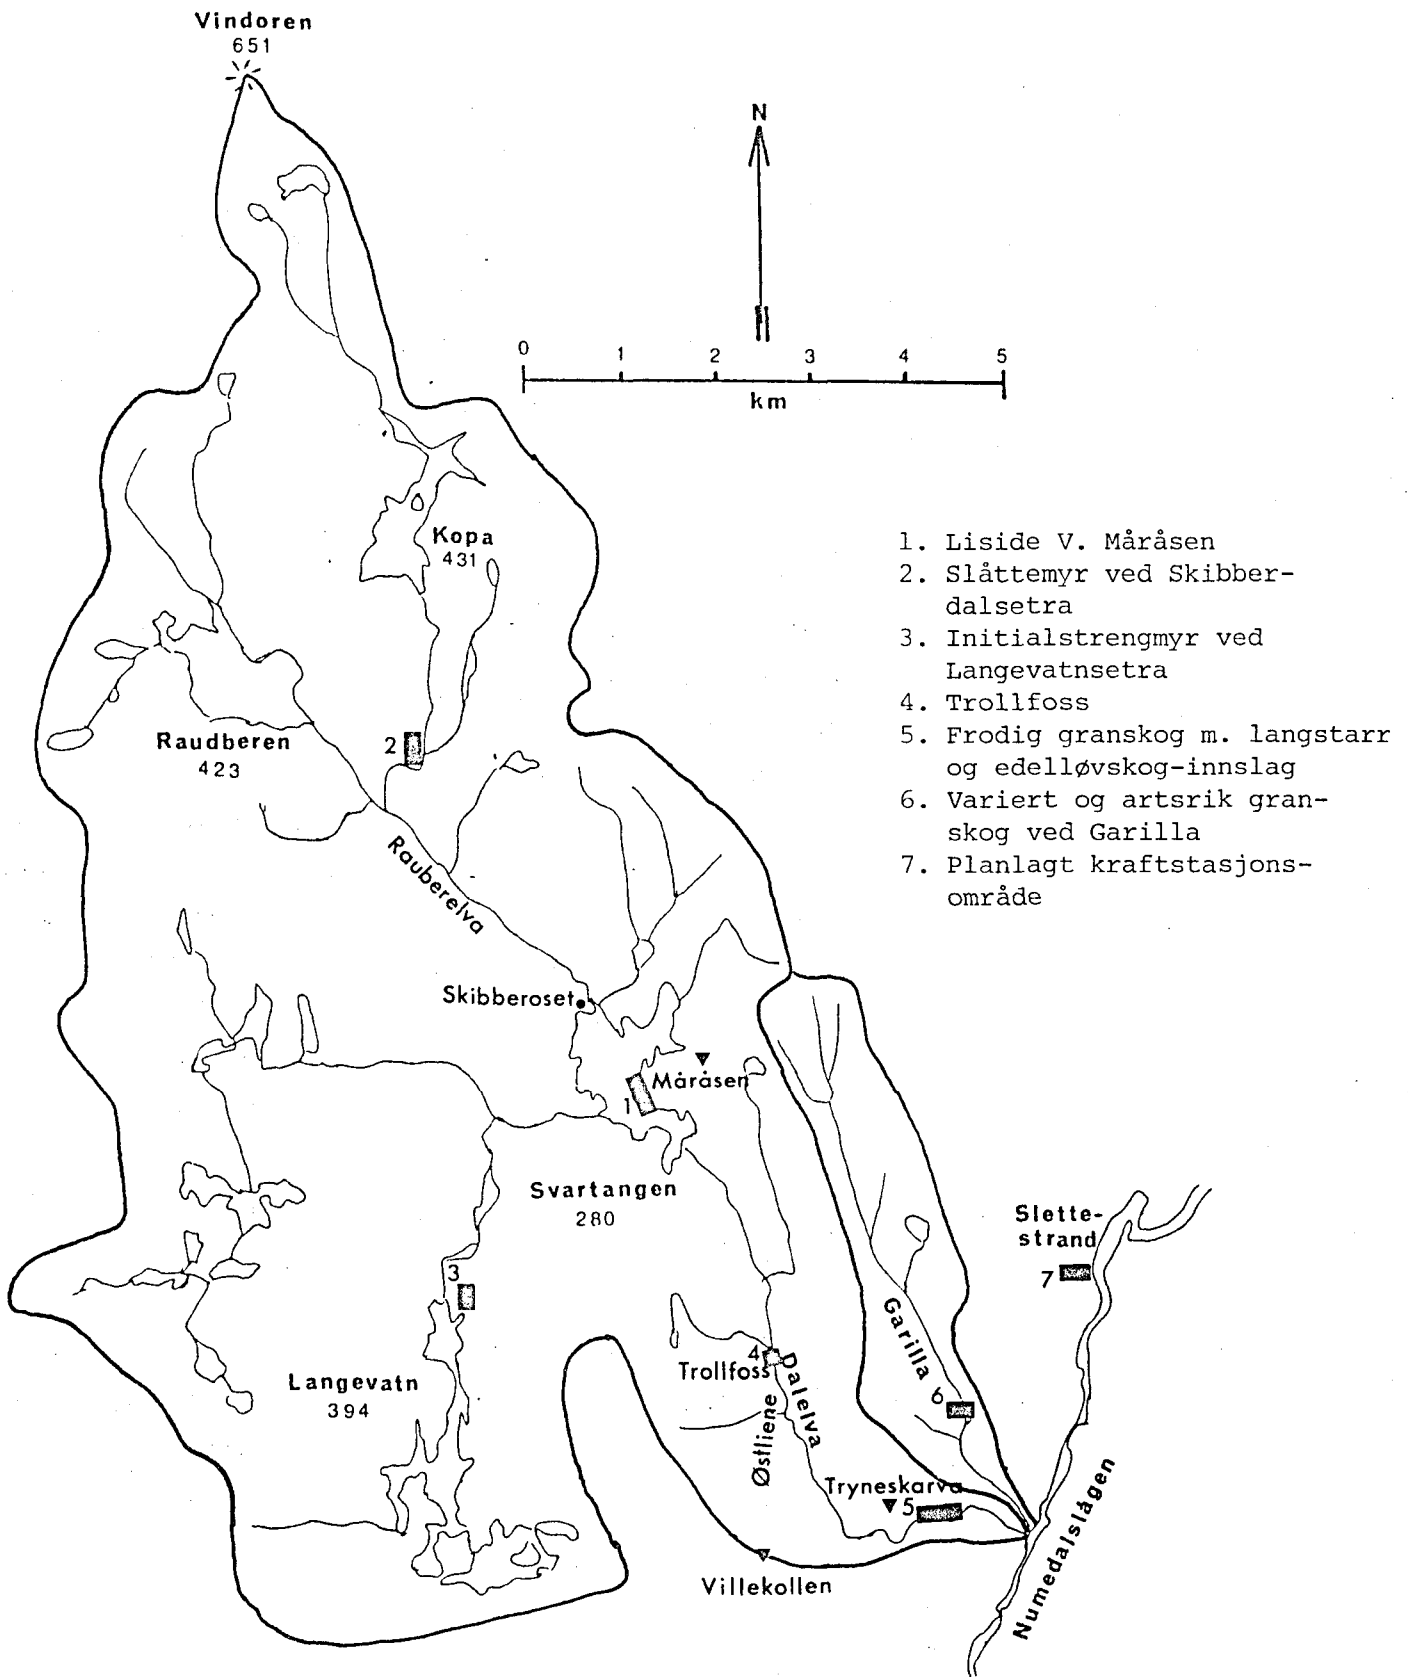 Vindoren
651
N
0 1 2 3 4 5
km
Kopa
431
1. Liside V. Måråsen
2. Slåttemyr ved Skibber-
dalsetra
3. Initialstrengmyr ved
Langevatnsetra
4. Trollfoss
5. Frodig granskog m. langstarr
og edelløvskog-innslag
6. Variert og artsrik gran-
skog ved Garilla
7. Planlagt kraftstasjons-
område
Raudberen
423
2
Rauberelva
Skibberoset
Måråsen
1
Svartangen
280
Slette-
strand
7
3
Garilla
6
Langevatn
394
4
Trollfoss
Dalelva
Østliene
Tryneskarva
5
Villekollen
Numedalslågen